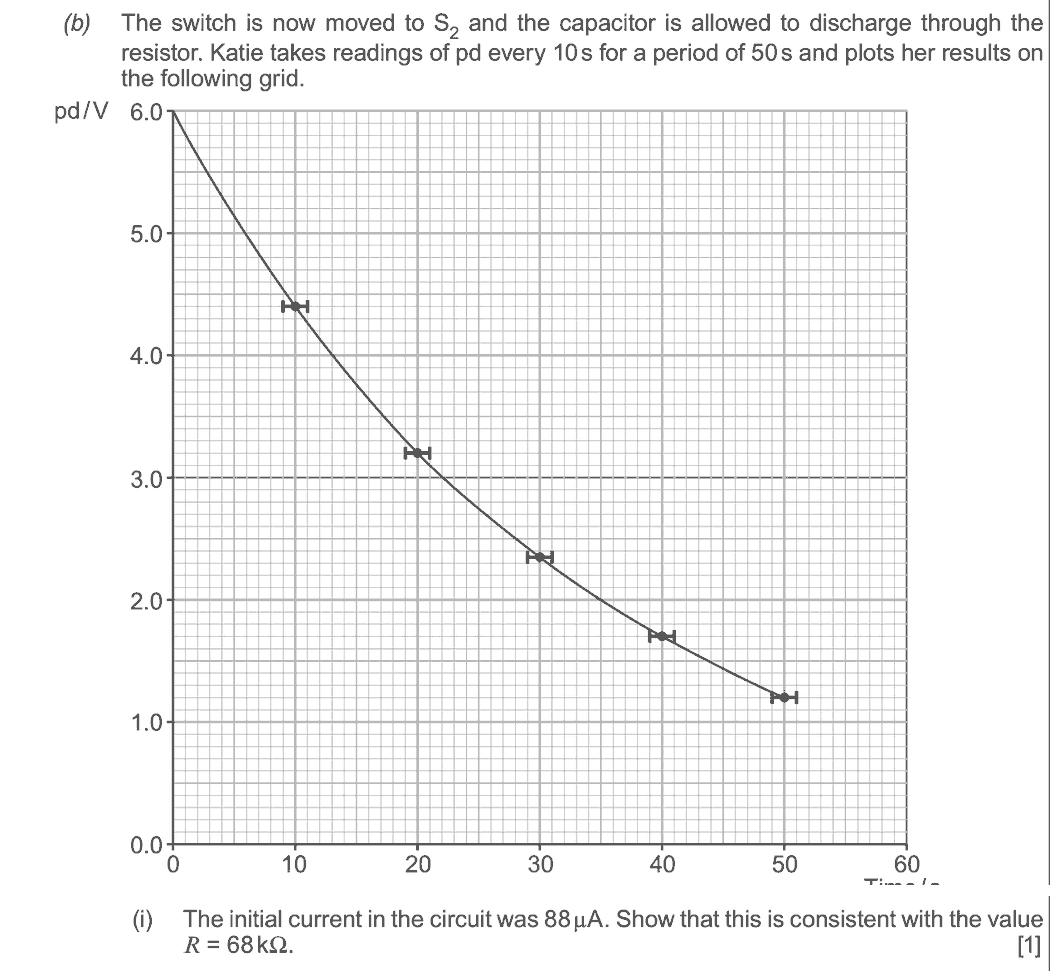 (b) The switch is now moved to S₂ and the capacitor is allowed to discharge through the
resistor. Katie takes readings of pd every 10 s for a period of 50 s and plots her results on
the following grid.
pd/V 6.0
5.0
4.0
3.0
2.0
1.0
0.0
0 10 20 30 40 50 60
(i) The initial current in the circuit was 88 μA. Show that this is consistent with the value
R = 68 kΩ. [1]